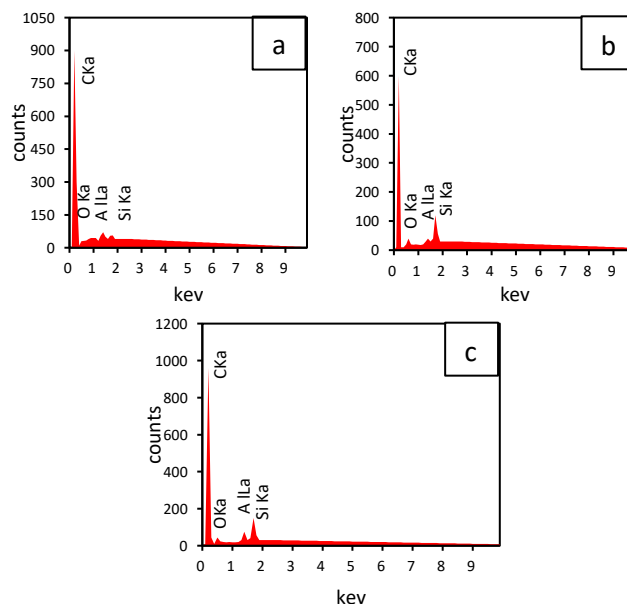 a
1050
900
750
600
450
300
150
0
counts
CKa
O Ka
A lLa
Si Ka
0 1 2 3 4 5 6 7 8 9
kev
b
800
700
600
500
400
300
200
100
0
counts
CKa
O Ka
A lLa
Si Ka
0 1 2 3 4 5 6 7 8 9
kev
c
1200
1000
800
600
400
200
0
counts
CKa
OKa
A lLa
Si Ka
0 1 2 3 4 5 6 7 8 9
kev